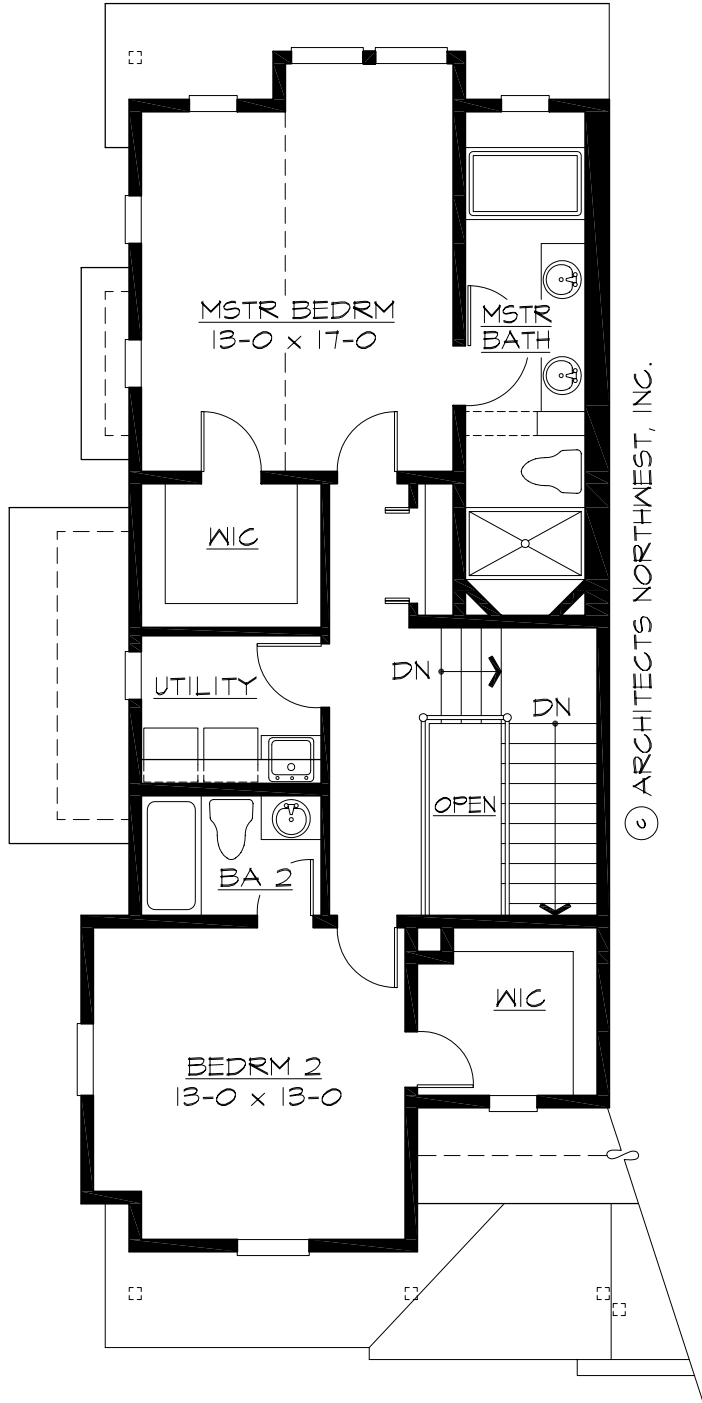 MSTR BEDRM
13-0 x 17-0
MSTR
BATH
WIC
UTILITY
DN
DN
OPEN
BA 2
WIC
BEDRM 2
13-0 x 13-0
© ARCHITECTS NORTHWEST, INC.